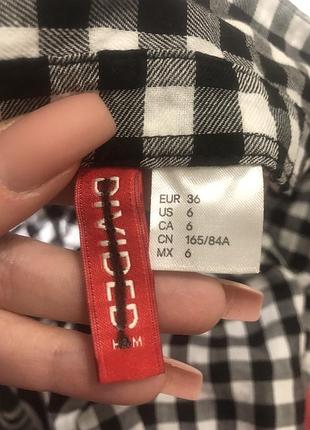 DIVIDED
H&M
EUR 36
US 6
CA 6
CN 165/84A
MX 6